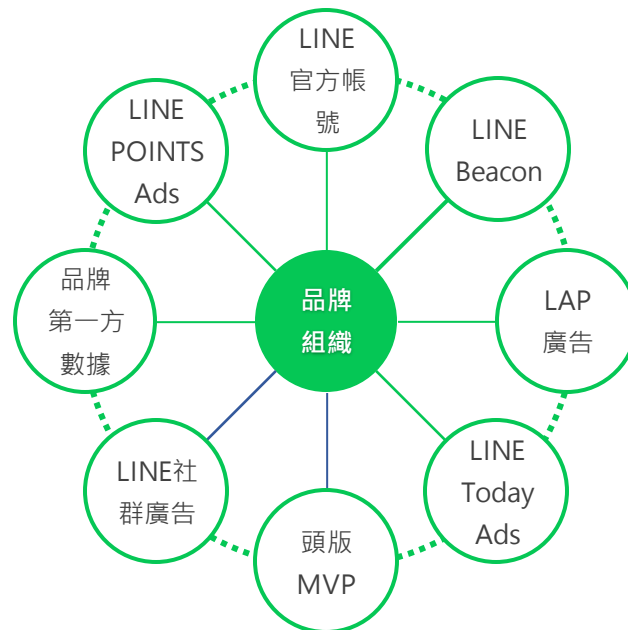 LINE
官方帳
號
LINE
Beacon
LAP
廣告
LINE
Today
Ads
頭版
MVP
LINE社
群廣告
品牌
第一方
數據
LINE
POINTS
Ads
品牌
組織